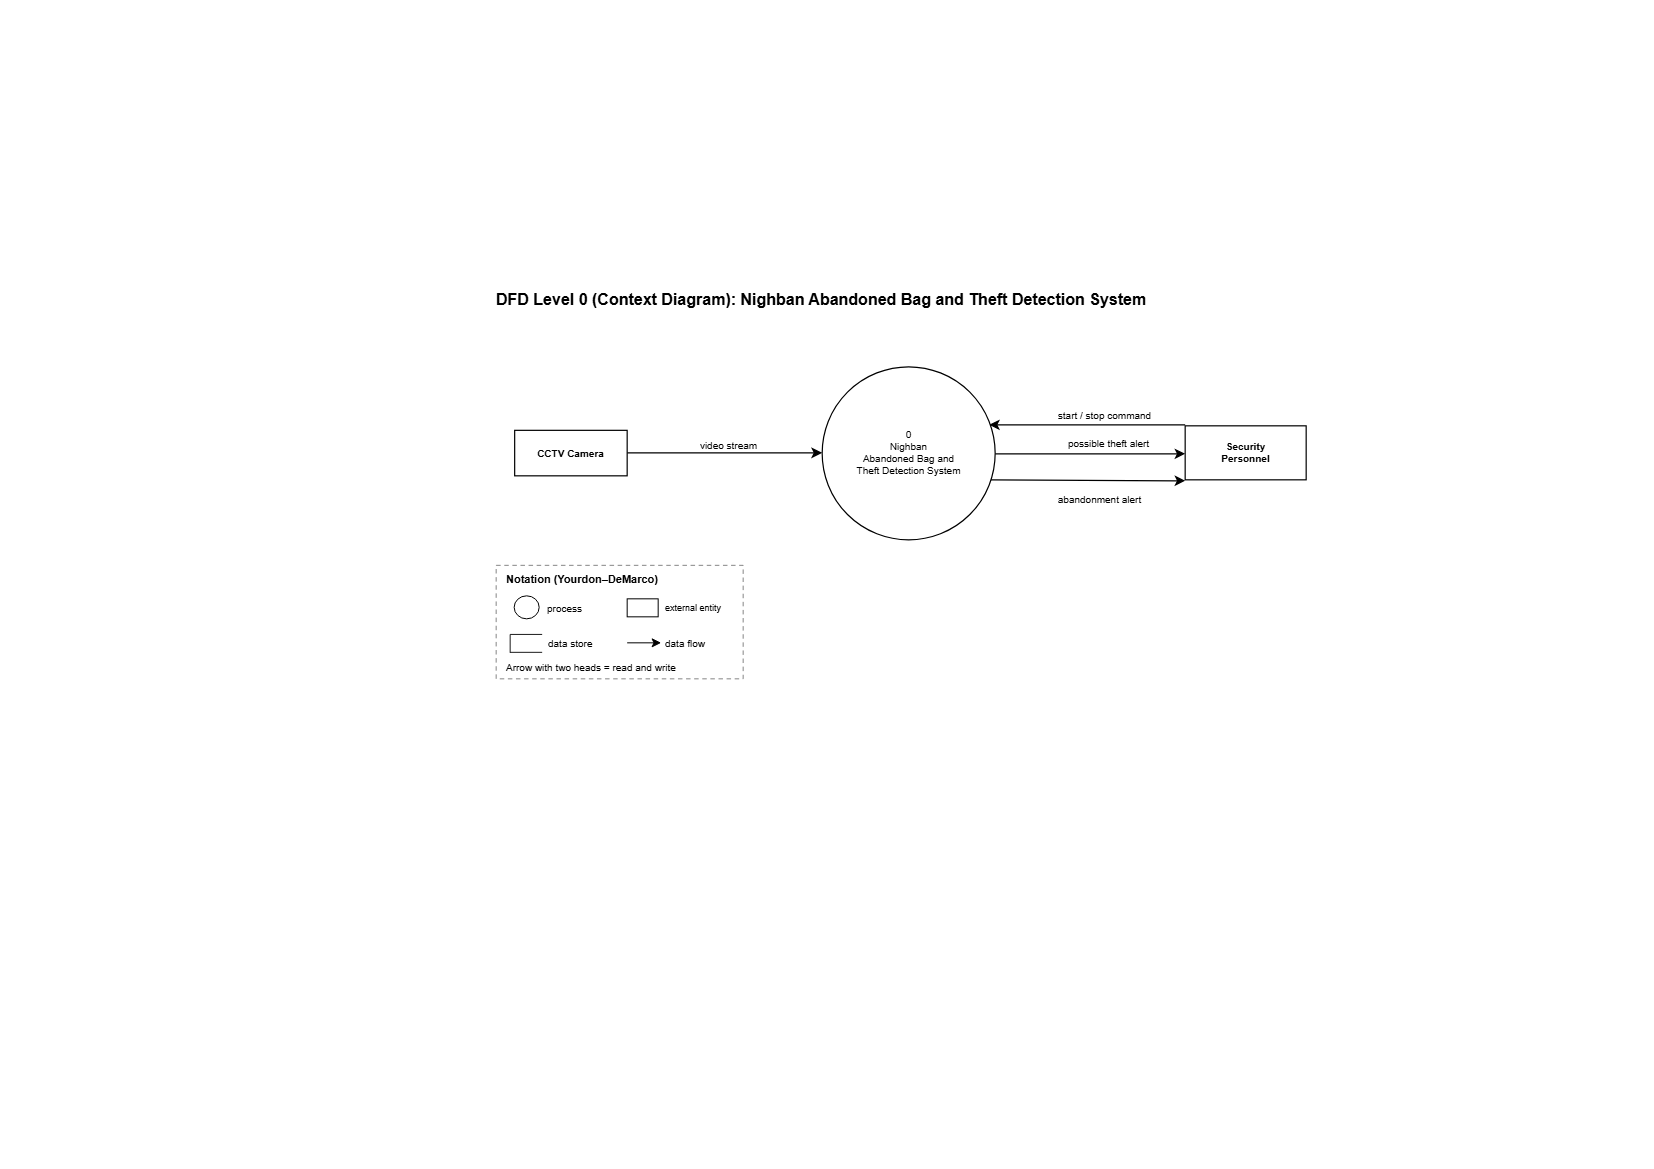 DFD Level 0 (Context Diagram): Nighban Abandoned Bag and Theft Detection System
CCTV Camera
video stream
0
Nighban
Abandoned Bag and
Theft Detection System
start / stop command
possible theft alert
abandonment alert
Security
Personnel
Notation (Yourdon–DeMarco)
process
external entity
data store
data flow
Arrow with two heads = read and write